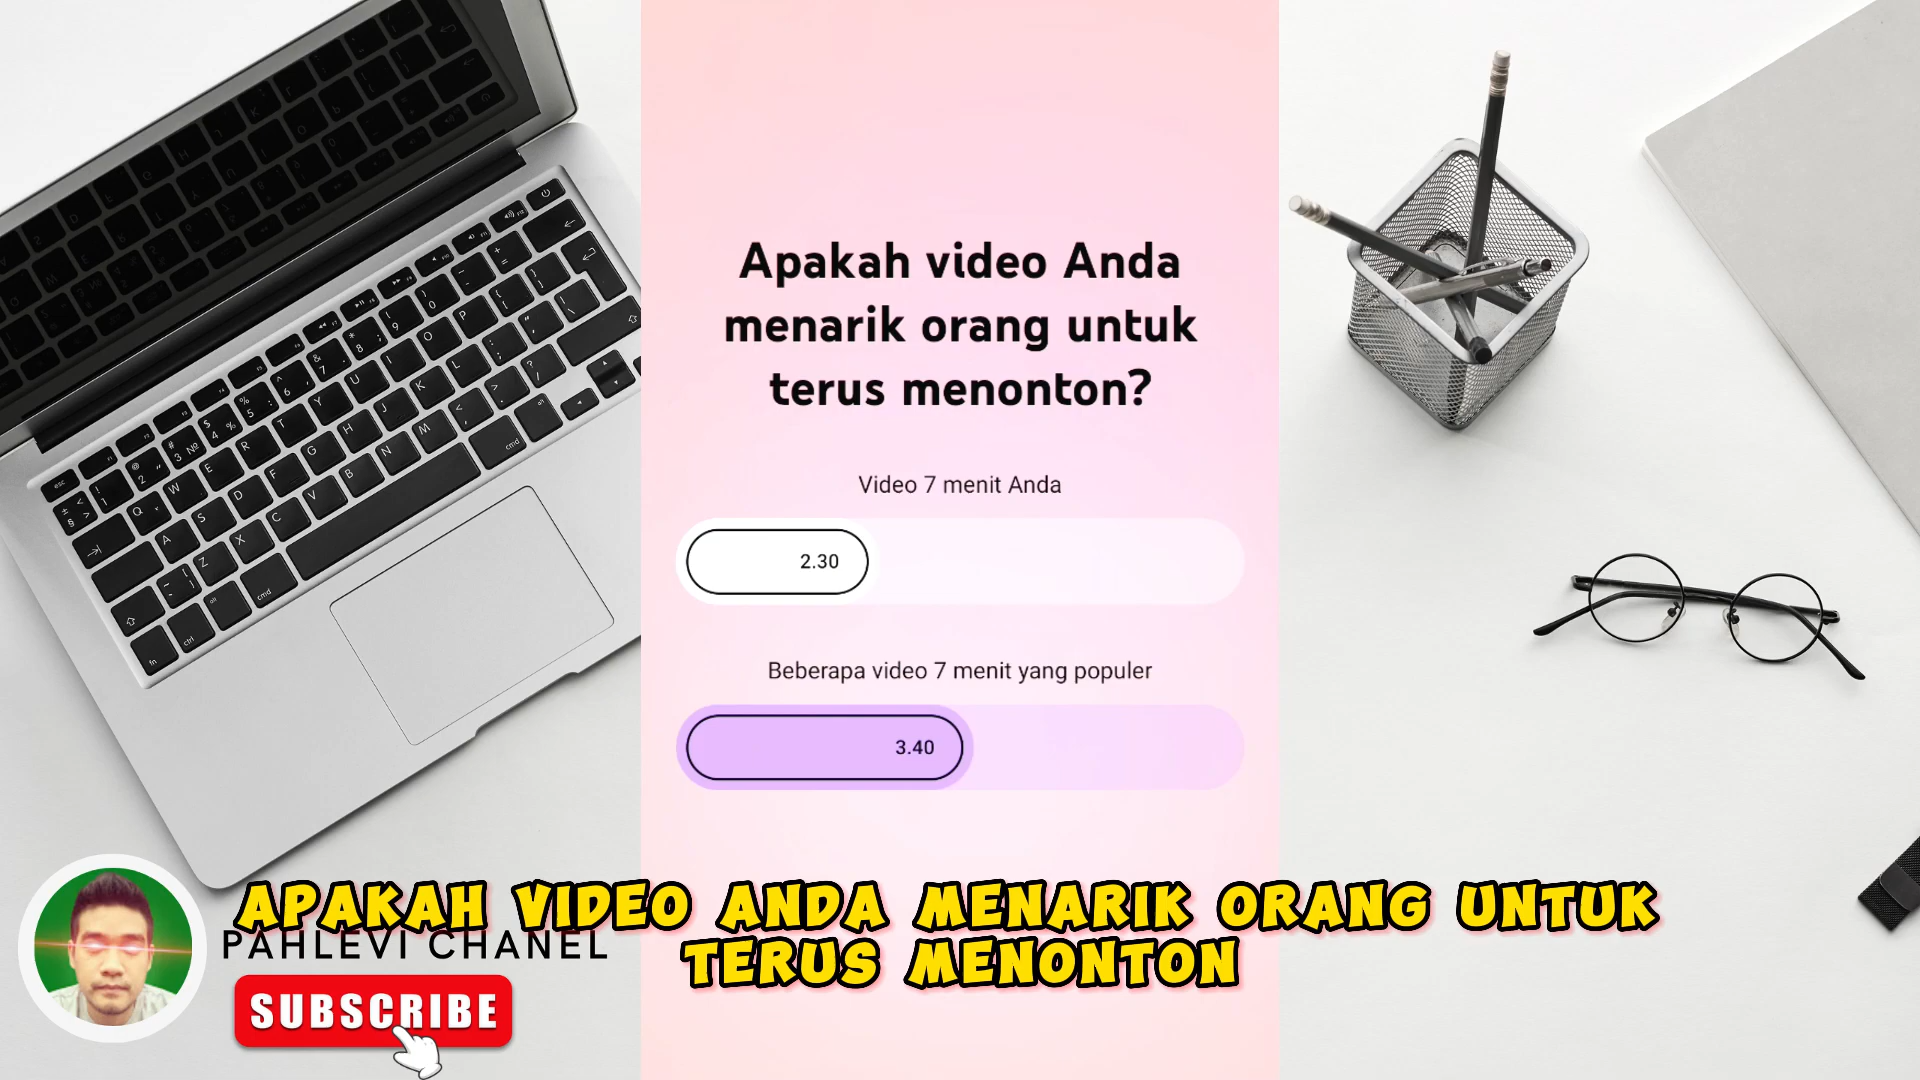 Apakah video Anda
menarik orang untuk
terus menonton?
Video 7 menit Anda
2.30
Beberapa video 7 menit yang populer
3.40
APAKAH VIDEO ANDA MENARIK ORANG UNTUK
TERUS MENONTON
PAHLEVI CHANEL
SUBSCRIBE